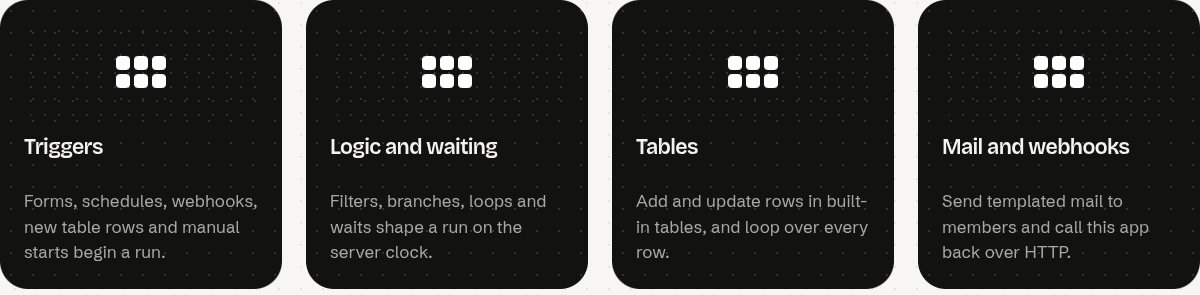 Triggers
Forms, schedules, webhooks,
new table rows and manual
starts begin a run.
Logic and waiting
Filters, branches, loops and
waits shape a run on the
server clock.
Tables
Add and update rows in built-
in tables, and loop over every
row.
Mail and webhooks
Send templated mail to
members and call this app
back over HTTP.